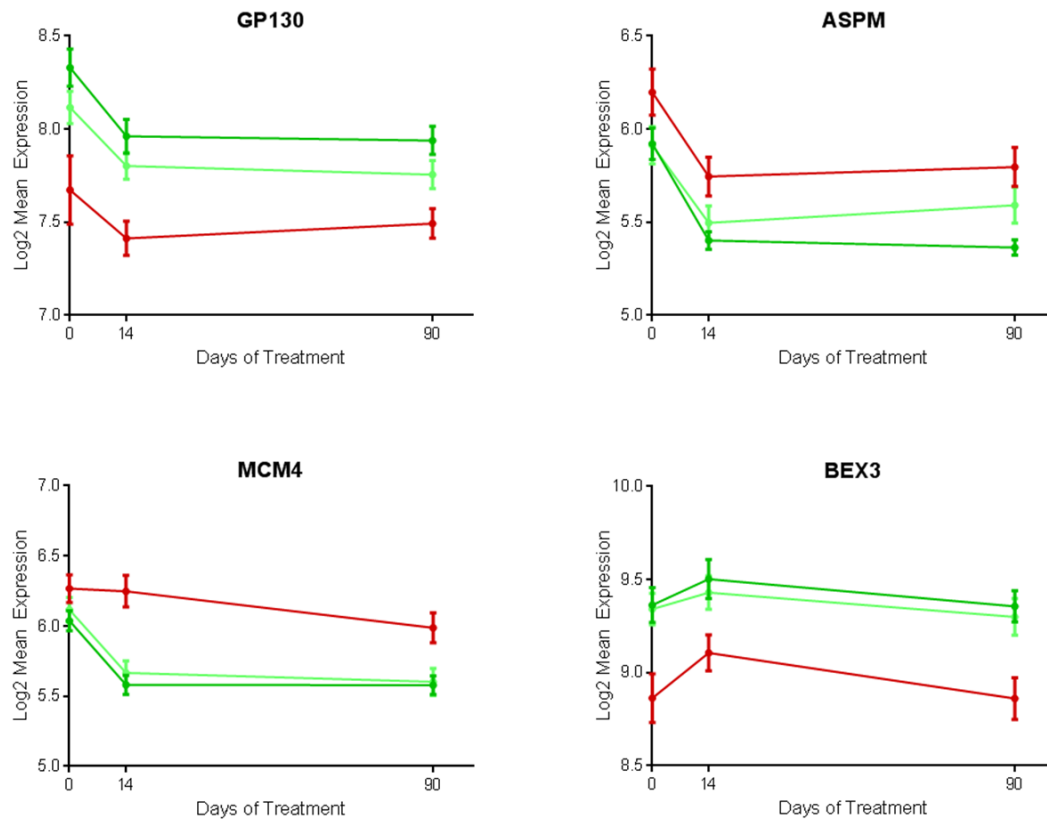 GP130
8.5
8.0
7.5
7.0
Log2 Mean Expression
0 14 90
Days of Treatment
ASPM
6.5
6.0
5.5
5.0
Log2 Mean Expression
0 14 90
Days of Treatment
MCM4
7.0
6.5
6.0
5.5
5.0
Log2 Mean Expression
0 14 90
Days of Treatment
BEX3
10.0
9.5
9.0
8.5
Log2 Mean Expression
0 14 90
Days of Treatment